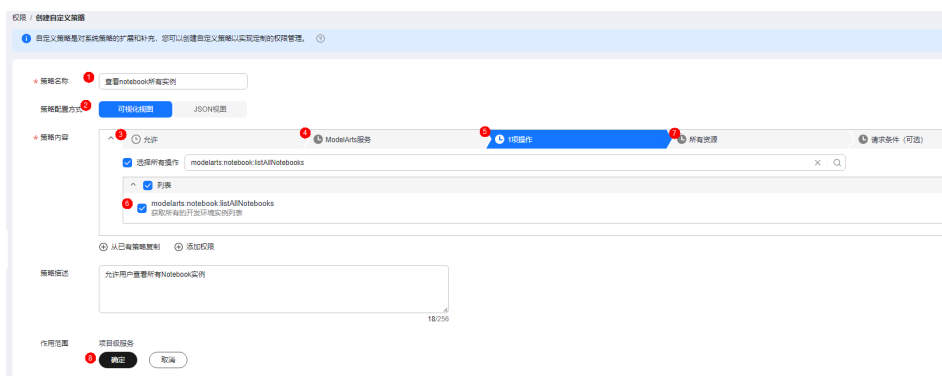 权限 / 创建自定义策略
自定义策略是对系统策略的扩展和补充，您可以创建自定义策略以实现定制的权限管理。
* 策略名称 1 查看notebook所有实例
策略配置方式 2 可视化视图 JSON视图
* 策略内容 3 允许 4 ModelArts服务 5 1项操作 7 所有资源 请求条件（可选）
选择所有操作 modelarts:notebook:listAllNotebooks
列表
6 modelarts:notebook:listAllNotebooks
获取所有的开发环境实例列表
从已有策略复制 添加权限
策略描述 允许用户查看所有Notebook实例
18/256
作用范围 项目级服务
8 确定 取消